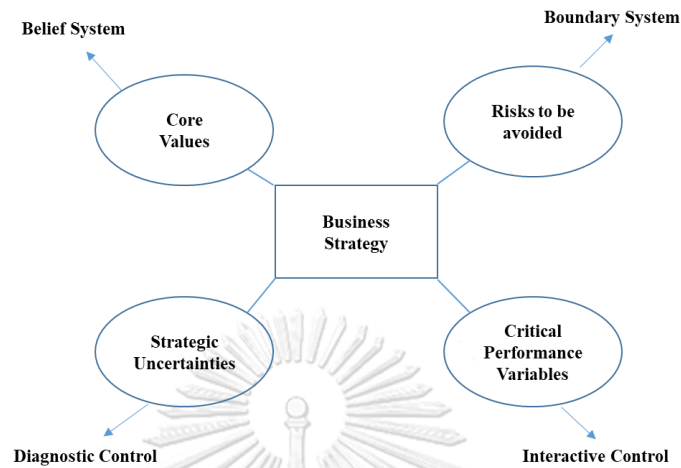 Belief System
Boundary System
Core
Values
Risks to be
avoided
Business
Strategy
Strategic
Uncertainties
Critical
Performance
Variables
Diagnostic Control
Interactive Control